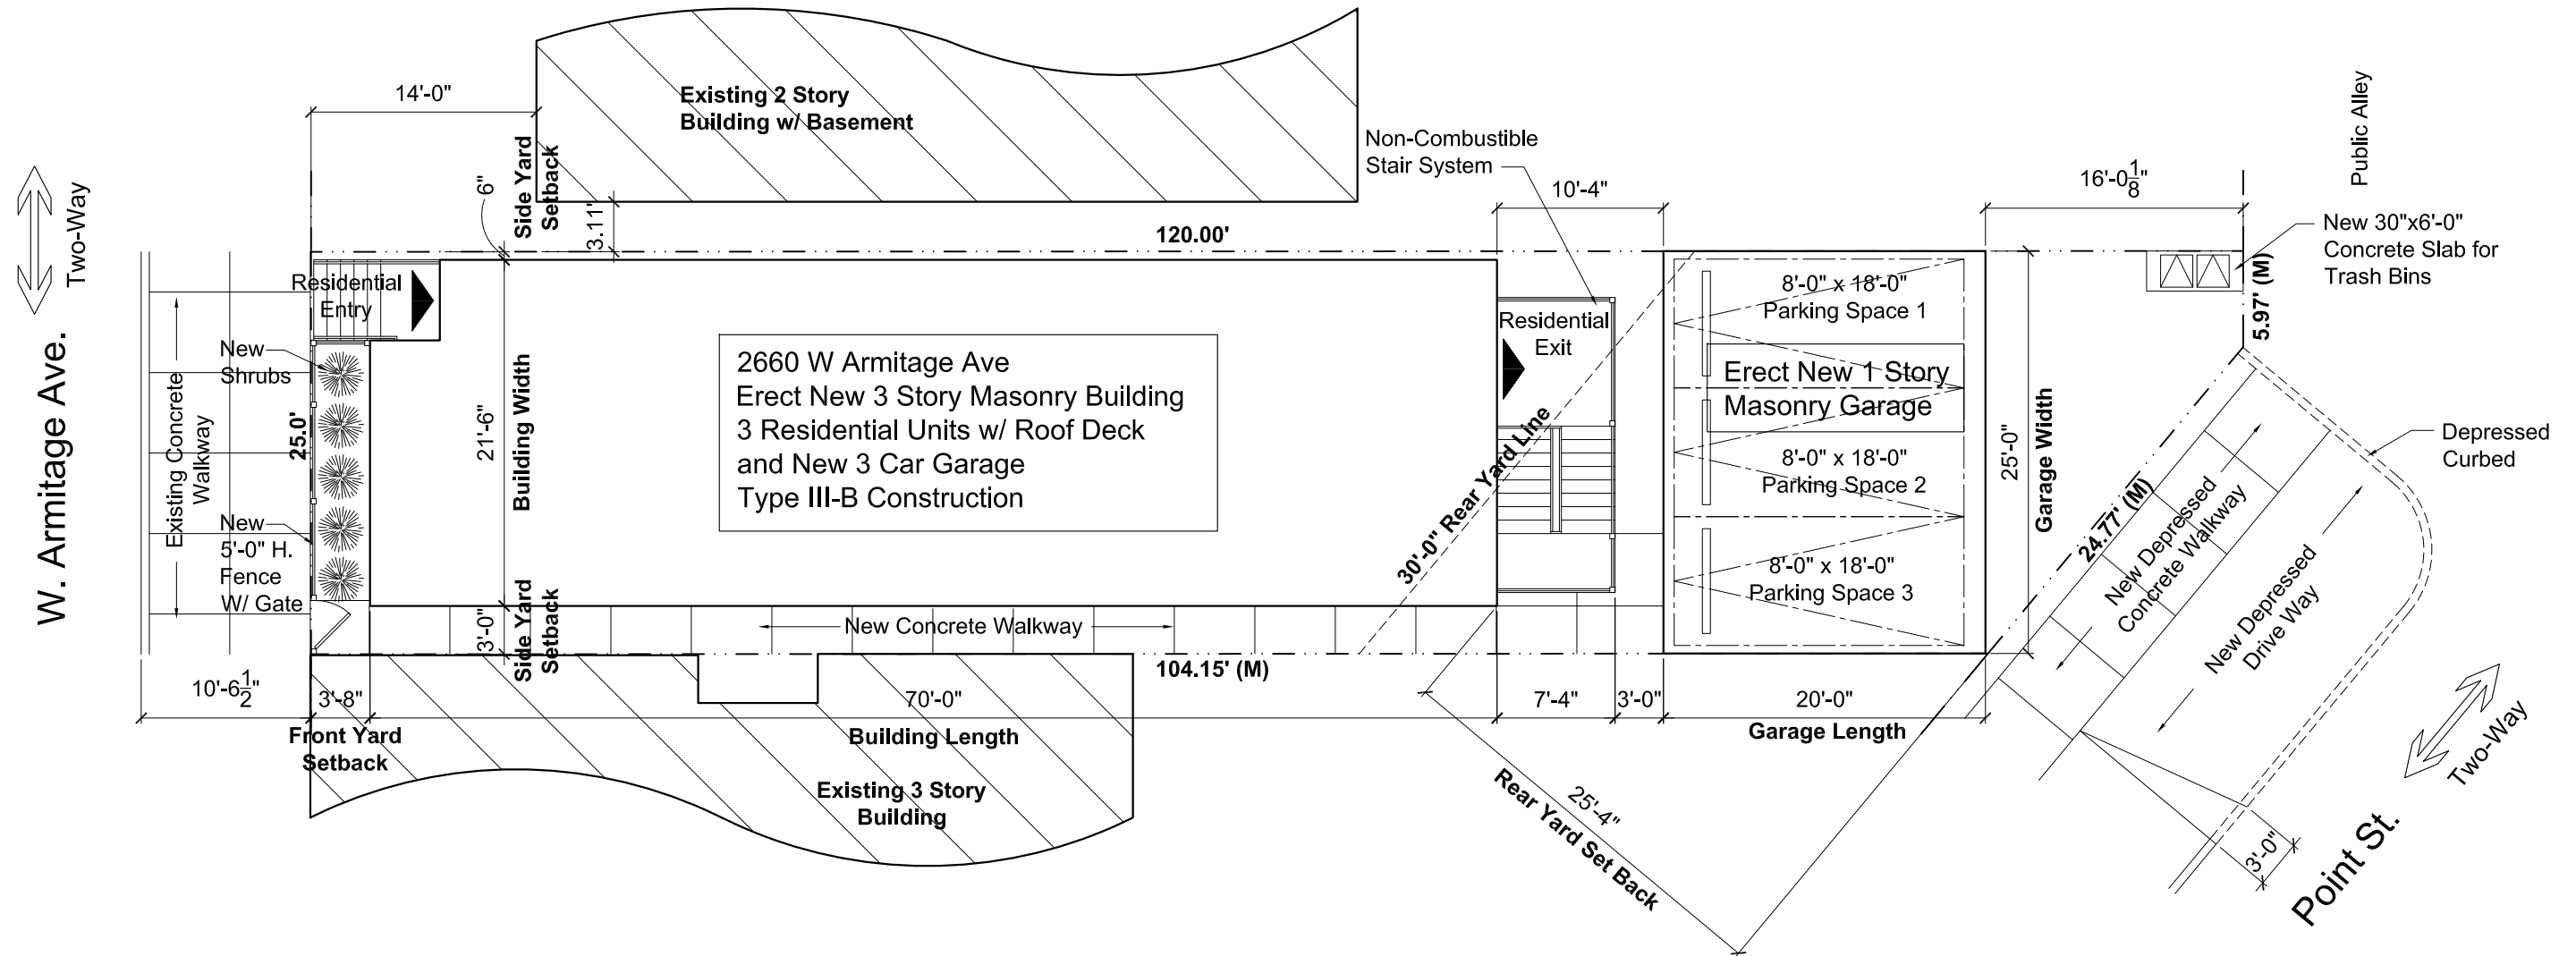 W. Armitage Ave.
Two-Way
14'-0"
Existing 2 Story
Building w/ Basement
6"
Side Yard
Setback
3.11'
120.00'
Non-Combustible
Stair System
10'-4"
16'-0 1/8"
Public Alley
New 30"x6'-0"
Concrete Slab for
Trash Bins
5.97' (M)
Residential
Entry
New
Shrubs
Existing Concrete
Walkway
25.0'
New
5'-0" H.
Fence
W/ Gate
21'-6"
Building Width
2660 W Armitage Ave
Erect New 3 Story Masonry Building
3 Residential Units w/ Roof Deck
and New 3 Car Garage
Type III-B Construction
Residential
Exit
30'-0" Rear Yard Line
8'-0" x 18'-0"
Parking Space 1
Erect New 1 Story
Masonry Garage
8'-0" x 18'-0"
Parking Space 2
8'-0" x 18'-0"
Parking Space 3
25'-0"
Garage Width
24.77' (M)
New Depressed
Concrete Walkway
New Depressed
Drive Way
Depressed
Curbed
3'-0"
Side Yard
Setback
New Concrete Walkway
104.15' (M)
10'-6 1/2"
3'-8"
70'-0"
7'-4"
3'-0"
20'-0"
Front Yard
Setback
Building Length
Garage Length
Existing 3 Story
Building
25'-4"
Rear Yard Set Back
Two-Way
3'-0"
Point St.